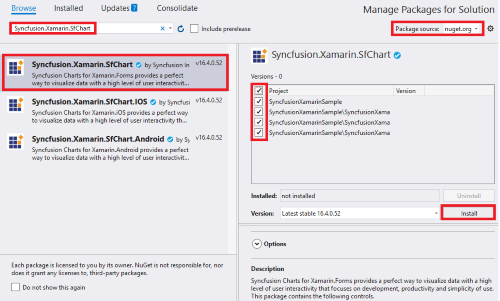 Browse Installed Updates 7 Consolidate
Manage Packages for Solution
Syncfusion.Xamarin.SfChart
Include prerelease
Package source: nuget.org
Syncfusion.Xamarin.SfChart by Syncfusion In v16.4.0.52
Syncfusion Charts for Xamarin.Forms provides a perfect
way to visualize data with a high level of user interactivit...
Syncfusion.Xamarin.SfChart.IOS by Syncfusi v16.4.0.52
Syncfusion Charts for Xamarin.iOS provides a perfect
way to visualize data with a high level of user interactivity th...
Syncfusion.Xamarin.SfChart.Android by Sy v16.4.0.52
Syncfusion Charts for Xamarin.Android provides a perfect
way to visualize data with a high level of user interactivity...
Each package is licensed to you by its owner. NuGet is not responsible for, nor
does it grant any licenses to, third-party packages.
Do not show this again
Syncfusion.Xamarin.SfChart
Versions - 0
Project Version
SyncfusionXamarinSample
SyncfusionXamarinSample\SyncfusionXama
SyncfusionXamarinSample\SyncfusionXama
SyncfusionXamarinSample\SyncfusionXama
Installed: not installed Uninstall
Version: Latest stable 16.4.0.52 Install
Options
Description
Syncfusion Charts for Xamarin.Forms provides a perfect way to visualize data with a high
level of user interactivity that focuses on development, productivity and simplicity of use.
This package contains the following controls.